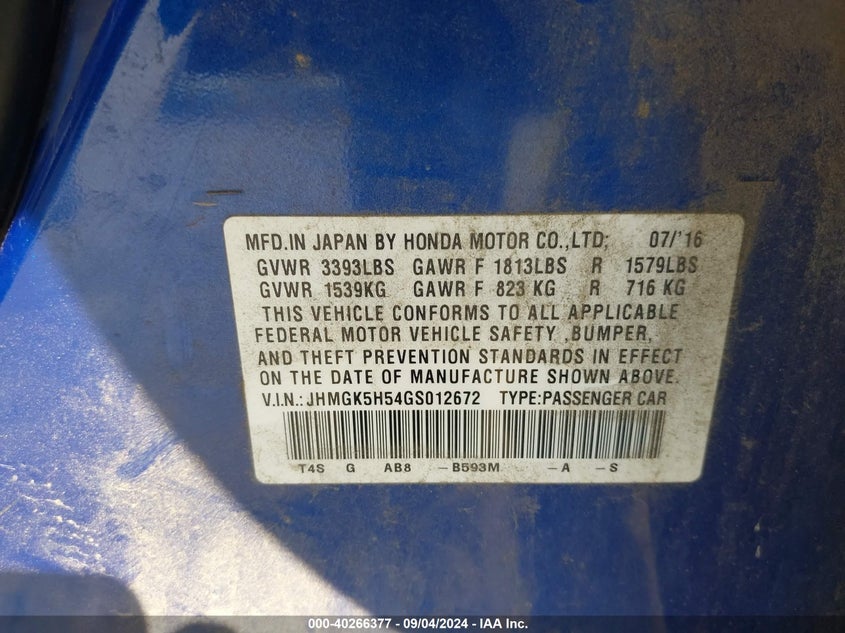 MFD.IN JAPAN BY HONDA MOTOR CO.,LTD; 07/'16
GVWR 3393LBS GAWR F 1813LBS R 1579LBS
GVWR 1539KG GAWR F 823 KG R 716 KG
THIS VEHICLE CONFORMS TO ALL APPLICABLE
FEDERAL MOTOR VEHICLE SAFETY ,BUMPER,
AND THEFT PREVENTION STANDARDS IN EFFECT
ON THE DATE OF MANUFACTURE SHOWN ABOVE.
V.I.N.:JHMGK5H54GS012672 TYPE:PASSENGER CAR
T4S G AB8 -B593M -A -S
000-40266377 - 09/04/2024 - IAA Inc.